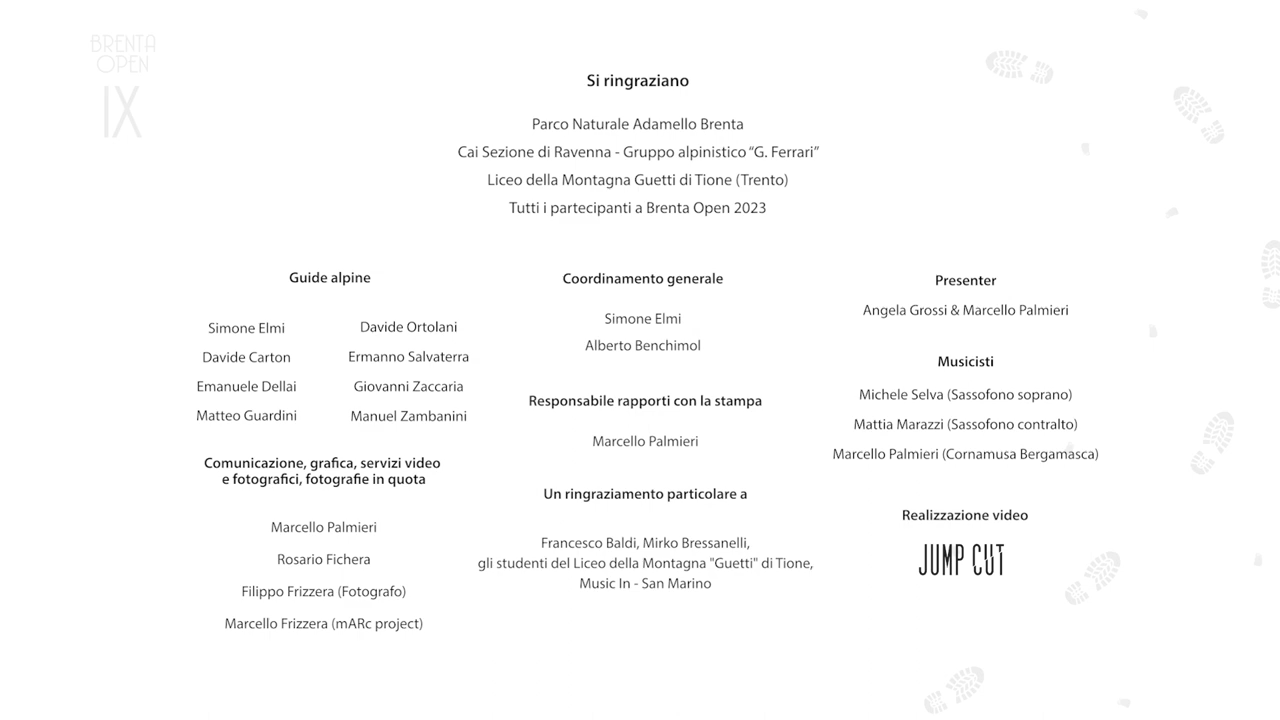 BRENTA
OPEN
IX
Si ringraziano
Parco Naturale Adamello Brenta
Cai Sezione di Ravenna - Gruppo alpinistico “G. Ferrari”
Liceo della Montagna Guetti di Tione (Trento)
Tutti i partecipanti a Brenta Open 2023
Guide alpine
Simone Elmi
Davide Carton
Emanuele Dellai
Matteo Guardini
Davide Ortolani
Ermanno Salvaterra
Giovanni Zaccaria
Manuel Zambanini
Comunicazione, grafica, servizi video
e fotografici, fotografie in quota
Marcello Palmieri
Rosario Fichera
Filippo Frizzera (Fotografo)
Marcello Frizzera (mARc project)
Coordinamento generale
Simone Elmi
Alberto Benchimol
Responsabile rapporti con la stampa
Marcello Palmieri
Un ringraziamento particolare a
Francesco Baldi, Mirko Bressanelli,
gli studenti del Liceo della Montagna "Guetti" di Tione,
Music In - San Marino
Presenter
Angela Grossi & Marcello Palmieri
Musicisti
Michele Selva (Sassofono soprano)
Mattia Marazzi (Sassofono contralto)
Marcello Palmieri (Cornamusa Bergamasca)
Realizzazione video
JUMP CUT